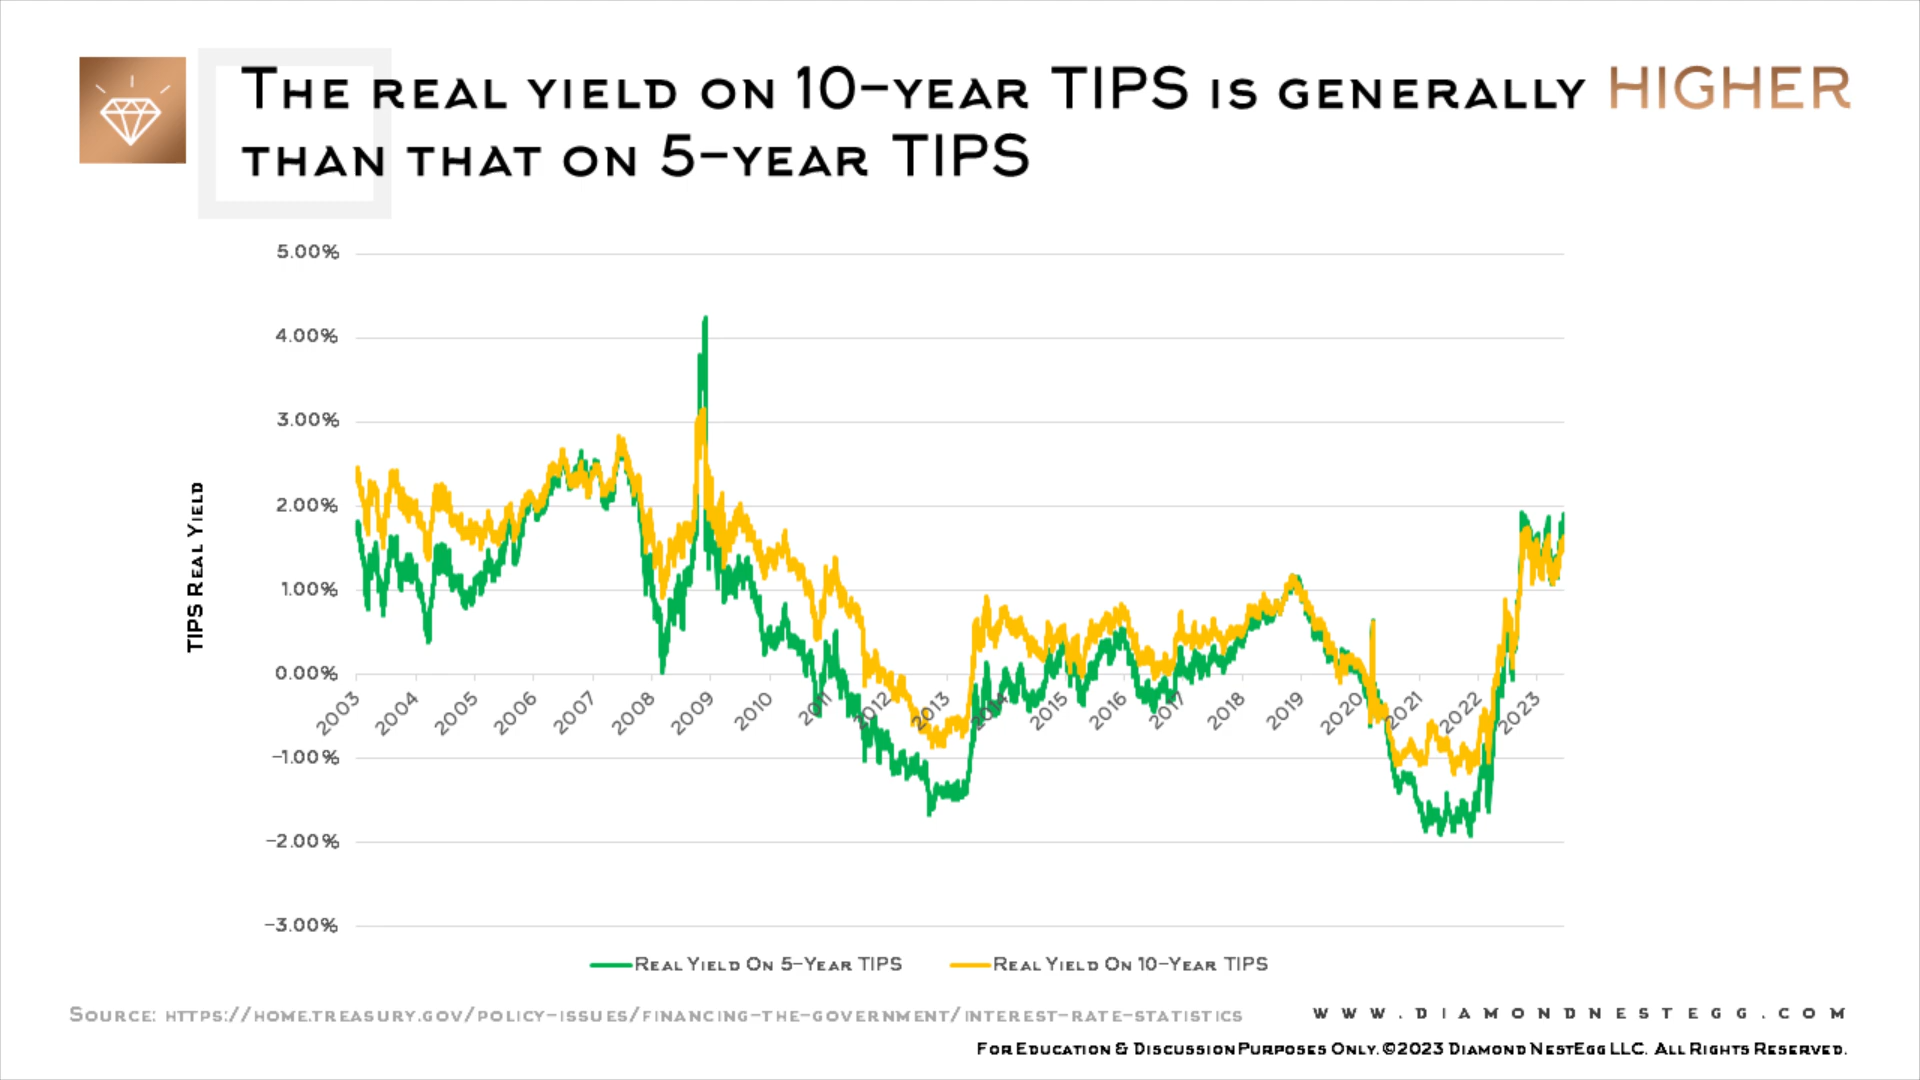 The real yield on 10-year TIPS is generally HIGHER
than that on 5-year TIPS
5.00%
4.00%
3.00%
2.00%
1.00%
0.00%
-1.00%
-2.00%
-3.00%
TIPS Real Yield
2003 2004 2005 2006 2007 2008 2009 2010 2011 2012 2013 2014 2015 2016 2017 2018 2019 2020 2021 2022 2023
Real Yield On 5-Year TIPS Real Yield On 10-Year TIPS
Source: https://home.treasury.gov/policy-issues/financing-the-government/interest-rate-statistics
WWW.DIAMONDNESTEGG.COM
For Education & Discussion Purposes Only. ©2023 Diamond NestEgg LLC. All Rights Reserved.